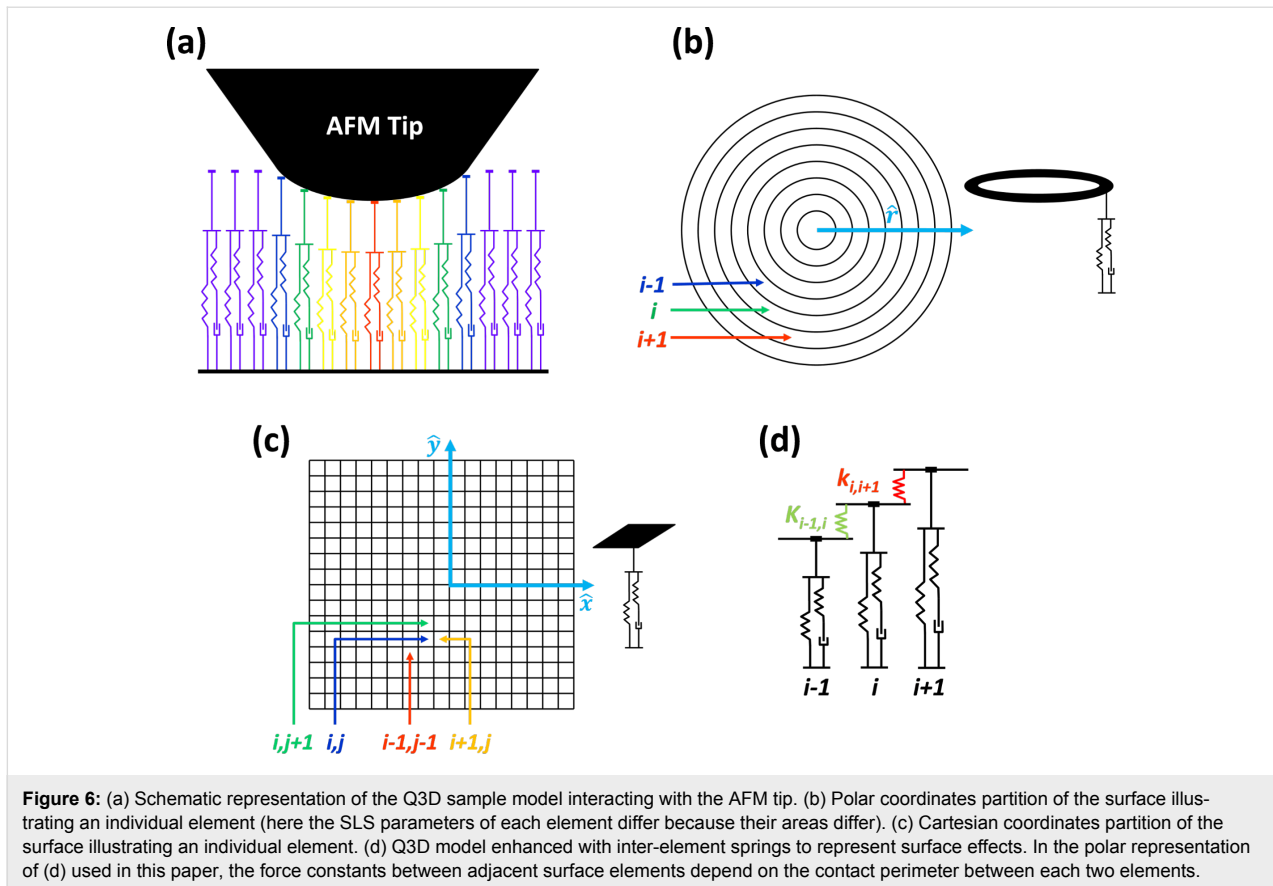 (a)
AFM Tip
(b)
r̂
i-1
i
i+1
(c)
ŷ
x̂
i,j+1 i,j i-1,j-1 i+1,j
(d)
k_{i,i+1}
K_{i-1,i}
i-1 i i+1
Figure 6: (a) Schematic representation of the Q3D sample model interacting with the AFM tip. (b) Polar coordinates partition of the surface illus-
trating an individual element (here the SLS parameters of each element differ because their areas differ). (c) Cartesian coordinates partition of the
surface illustrating an individual element. (d) Q3D model enhanced with inter-element springs to represent surface effects. In the polar representation
of (d) used in this paper, the force constants between adjacent surface elements depend on the contact perimeter between each two elements.